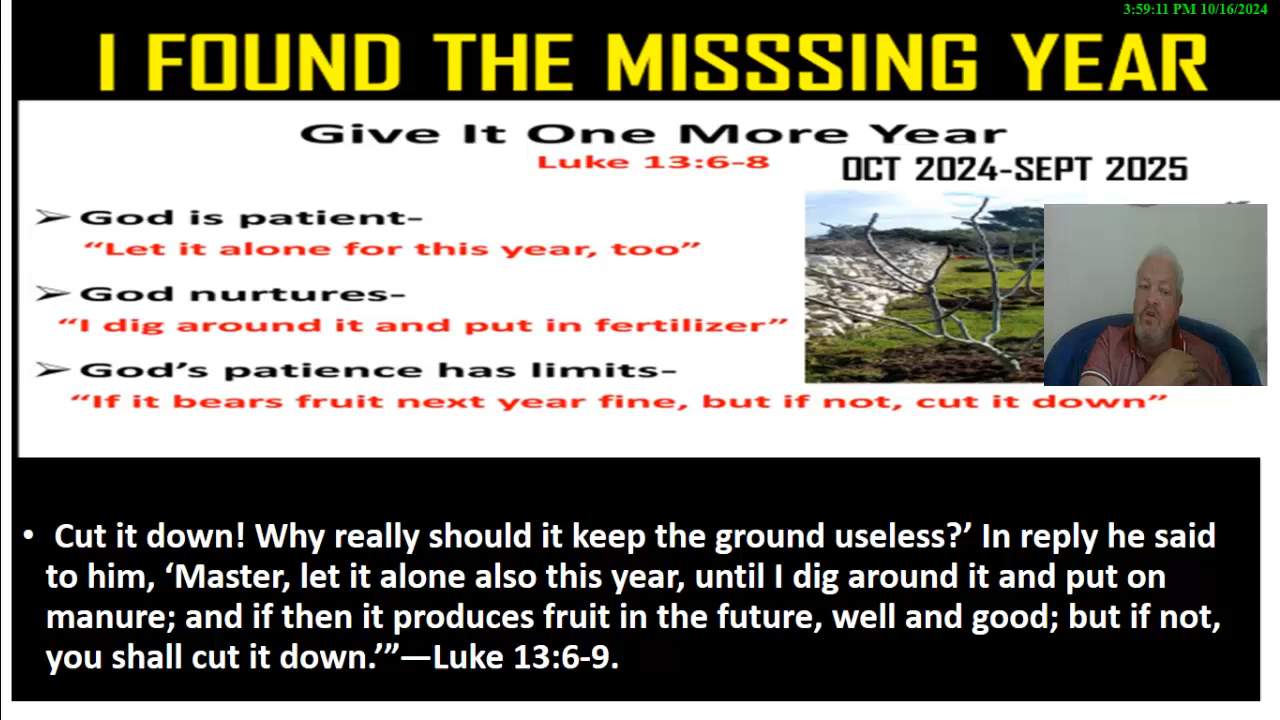 3:59:11 PM 10/16/2024
I FOUND THE MISSSING YEAR
Give It One More Year
Luke 13:6-8
OCT 2024-SEPT 2025
➢ God is patient-
“Let it alone for this year, too”
➢ God nurtures-
“I dig around it and put in fertilizer”
➢ God’s patience has limits-
“If it bears fruit next year fine, but if not, cut it down”
• Cut it down! Why really should it keep the ground useless?’ In reply he said
to him, ‘Master, let it alone also this year, until I dig around it and put on
manure; and if then it produces fruit in the future, well and good; but if not,
you shall cut it down.’”—Luke 13:6-9.